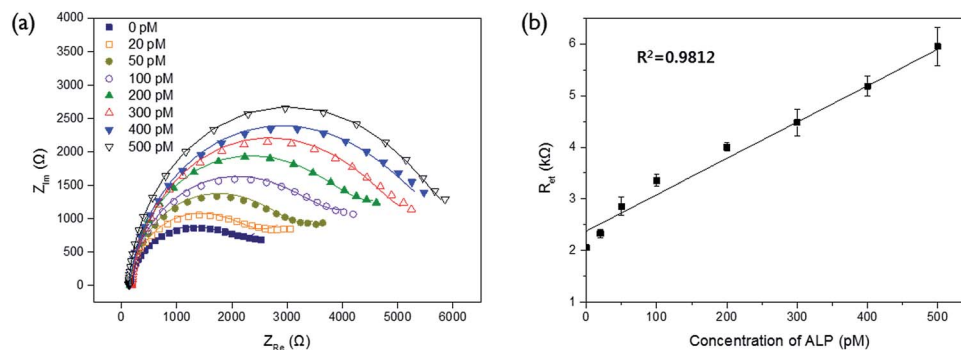 (a)
4000
3500
3000
2500
2000
1500
1000
500
0
Z_Im (Ω)
0 pM
20 pM
50 pM
100 pM
200 pM
300 pM
400 pM
500 pM
0 1000 2000 3000 4000 5000 6000
Z_Re (Ω)
(b)
6
5
4
3
2
1
R_et (kΩ)
R²=0.9812
0 100 200 300 400 500
Concentration of ALP (pM)